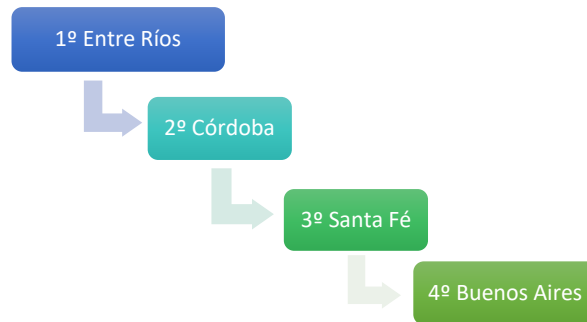 1º Entre Ríos
2º Córdoba
3º Santa Fé
4º Buenos Aires